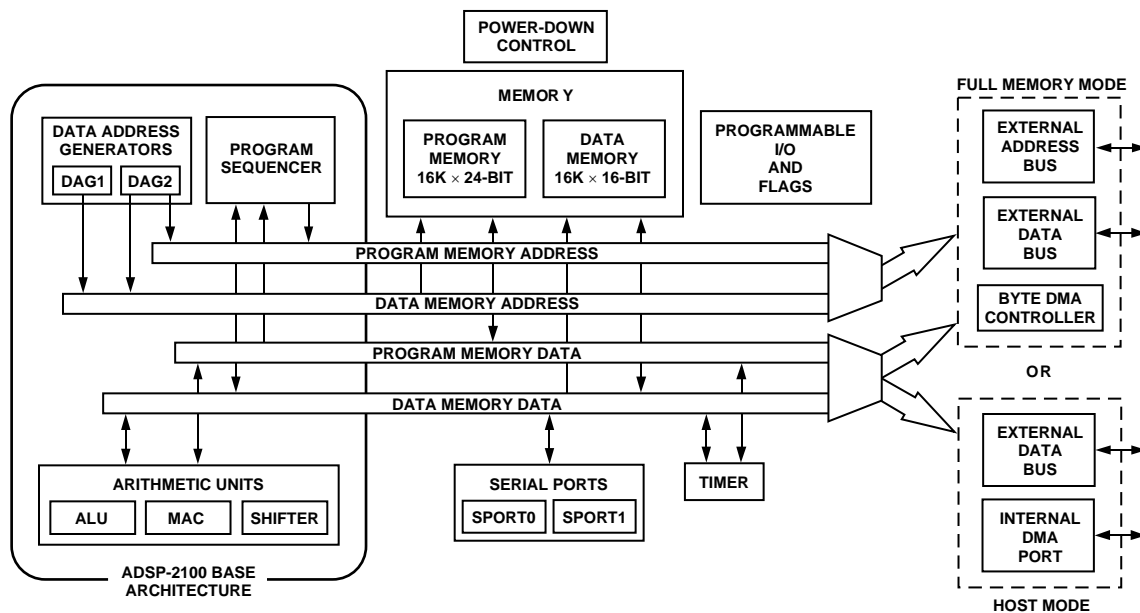 POWER-DOWN
CONTROL
MEMORY
PROGRAM
MEMORY
16K × 24-BIT
DATA
MEMORY
16K × 16-BIT
PROGRAMMABLE
I/O
AND
FLAGS
DATA ADDRESS
GENERATORS
DAG1
DAG2
PROGRAM
SEQUENCER
PROGRAM MEMORY ADDRESS
DATA MEMORY ADDRESS
PROGRAM MEMORY DATA
DATA MEMORY DATA
ARITHMETIC UNITS
ALU
MAC
SHIFTER
ADSP-2100 BASE
ARCHITECTURE
SERIAL PORTS
SPORT0
SPORT1
TIMER
FULL MEMORY MODE
EXTERNAL
ADDRESS
BUS
EXTERNAL
DATA
BUS
BYTE DMA
CONTROLLER
OR
EXTERNAL
DATA
BUS
INTERNAL
DMA
PORT
HOST MODE